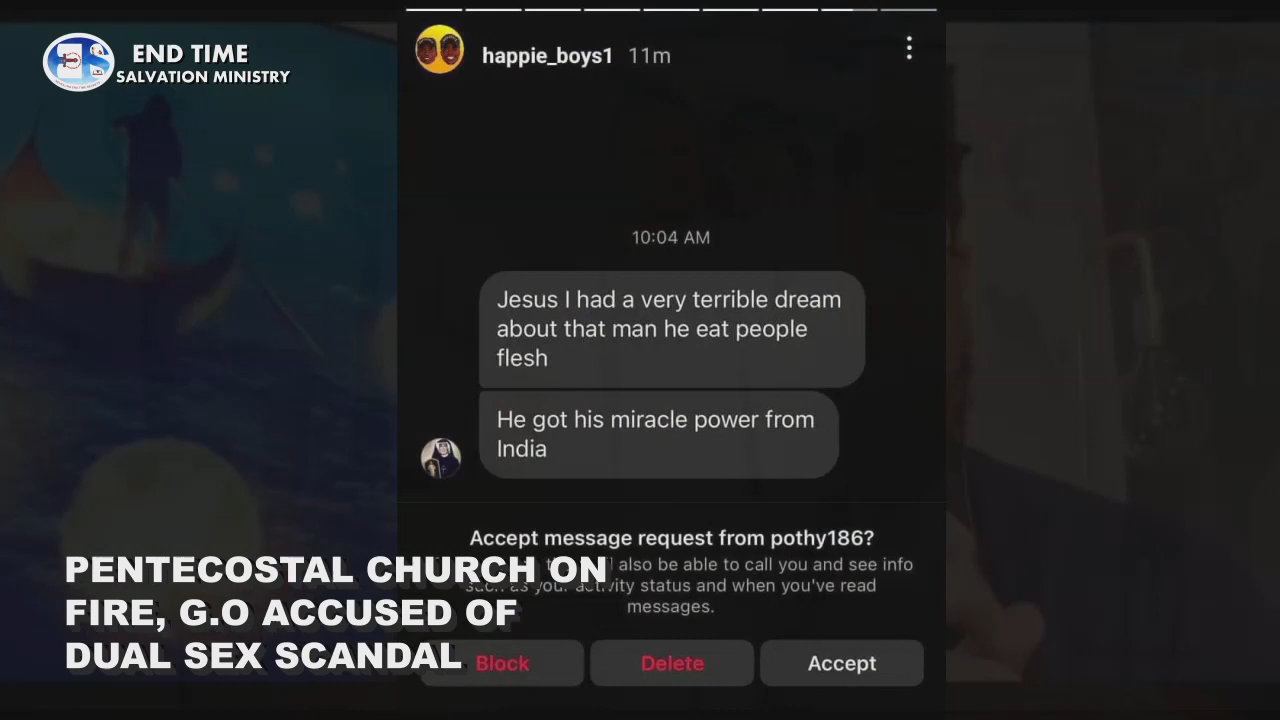 END TIME
SALVATION MINISTRY
happie_boys1 11m
10:04 AM
Jesus I had a very terrible dream
about that man he eat people
flesh
He got his miracle power from
India
Accept message request from pothy186?
also be able to call you and see info
such as your activity status and when you've read
messages.
PENTECOSTAL CHURCH ON
FIRE, G.O ACCUSED OF
DUAL SEX SCANDAL
Block Delete Accept